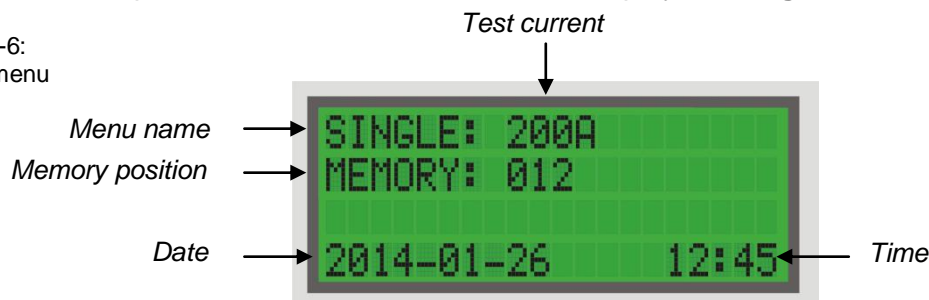 Test current
-6:
nenu
Menu name
SINGLE: 200A
Memory position
MEMORY: 012
Date
2014-01-26 12:45
Time